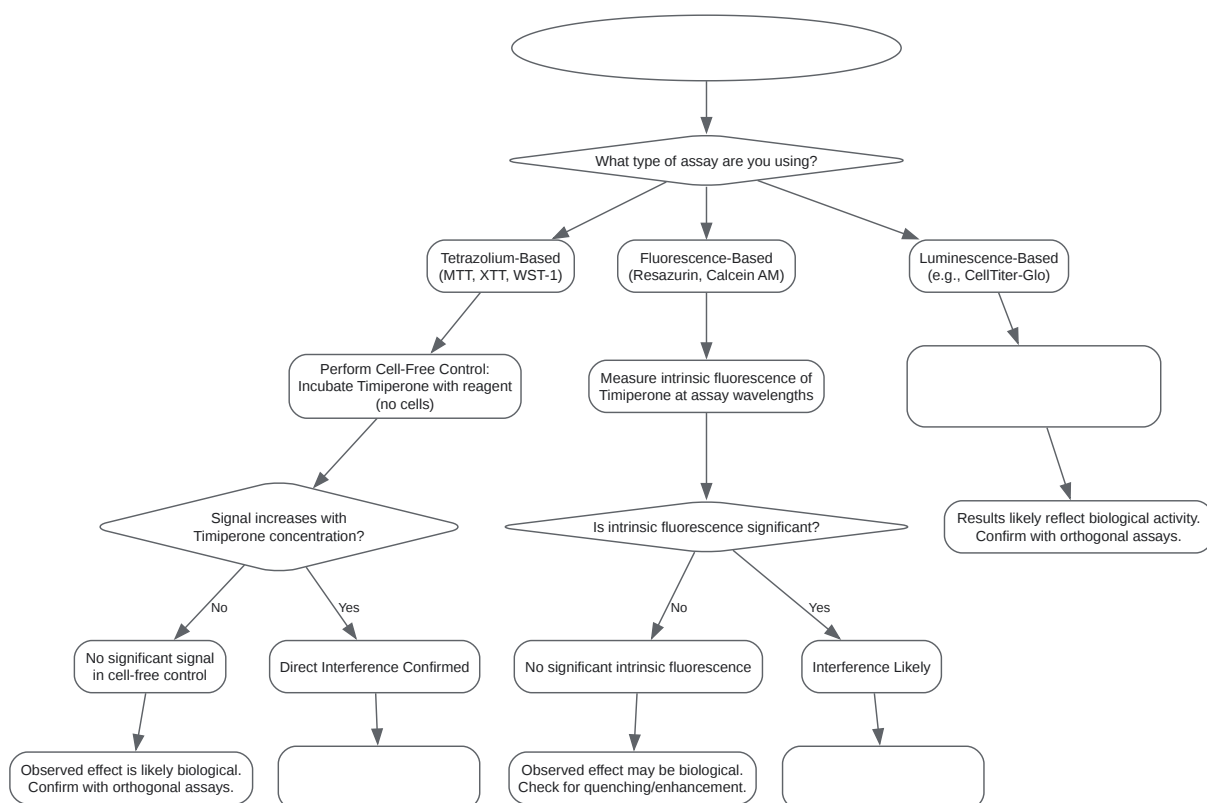 What type of assay are you using?
Tetrazolium-Based
(MTT, XTT, WST-1)
Fluorescence-Based
(Resazurin, Calcein AM)
Luminescence-Based
(e.g., CellTiter-Glo)
Perform Cell-Free Control:
Incubate Timiperone with reagent
(no cells)
Measure intrinsic fluorescence of
Timiperone at assay wavelengths
Signal increases with
Timiperone concentration?
Is intrinsic fluorescence significant?
Results likely reflect biological activity.
Confirm with orthogonal assays.
No
Yes
No
Yes
No significant signal
in cell-free control
Direct Interference Confirmed
No significant intrinsic fluorescence
Interference Likely
Observed effect is likely biological.
Confirm with orthogonal assays.
Observed effect may be biological.
Check for quenching/enhancement.